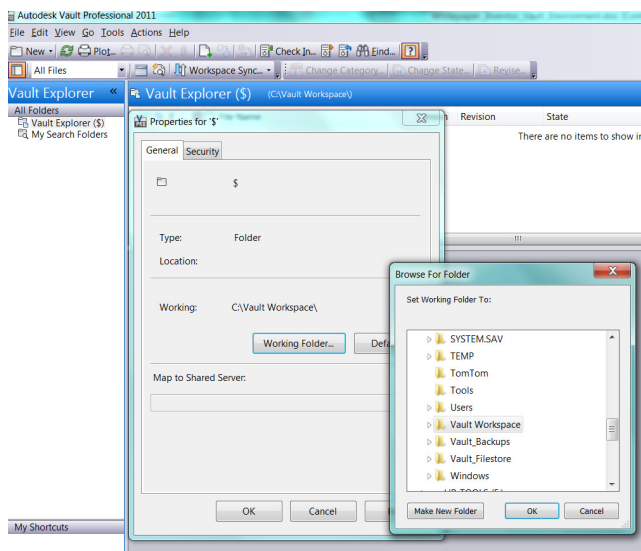 Autodesk Vault Professional 2011
File Edit View Go Tools Actions Help
New Plot... Check In... Find...
All Files Workspace Sync... Change Category... Change State... Revise...
Vault Explorer «
Vault Explorer ($) (C:\Vault Workspace\)
All Folders
Vault Explorer ($)
My Search Folders
Revision State
There are no items to show in
Properties for '$'
General Security
$
Type: Folder
Location:
Working: C:\Vault Workspace\
Working Folder... Defa
Map to Shared Server:
OK Cancel
Browse For Folder
Set Working Folder To:
SYSTEM.SAV
TEMP
TomTom
Tools
Users
Vault Workspace
Vault_Backups
Vault_Filestore
Windows
Make New Folder OK Cancel
My Shortcuts